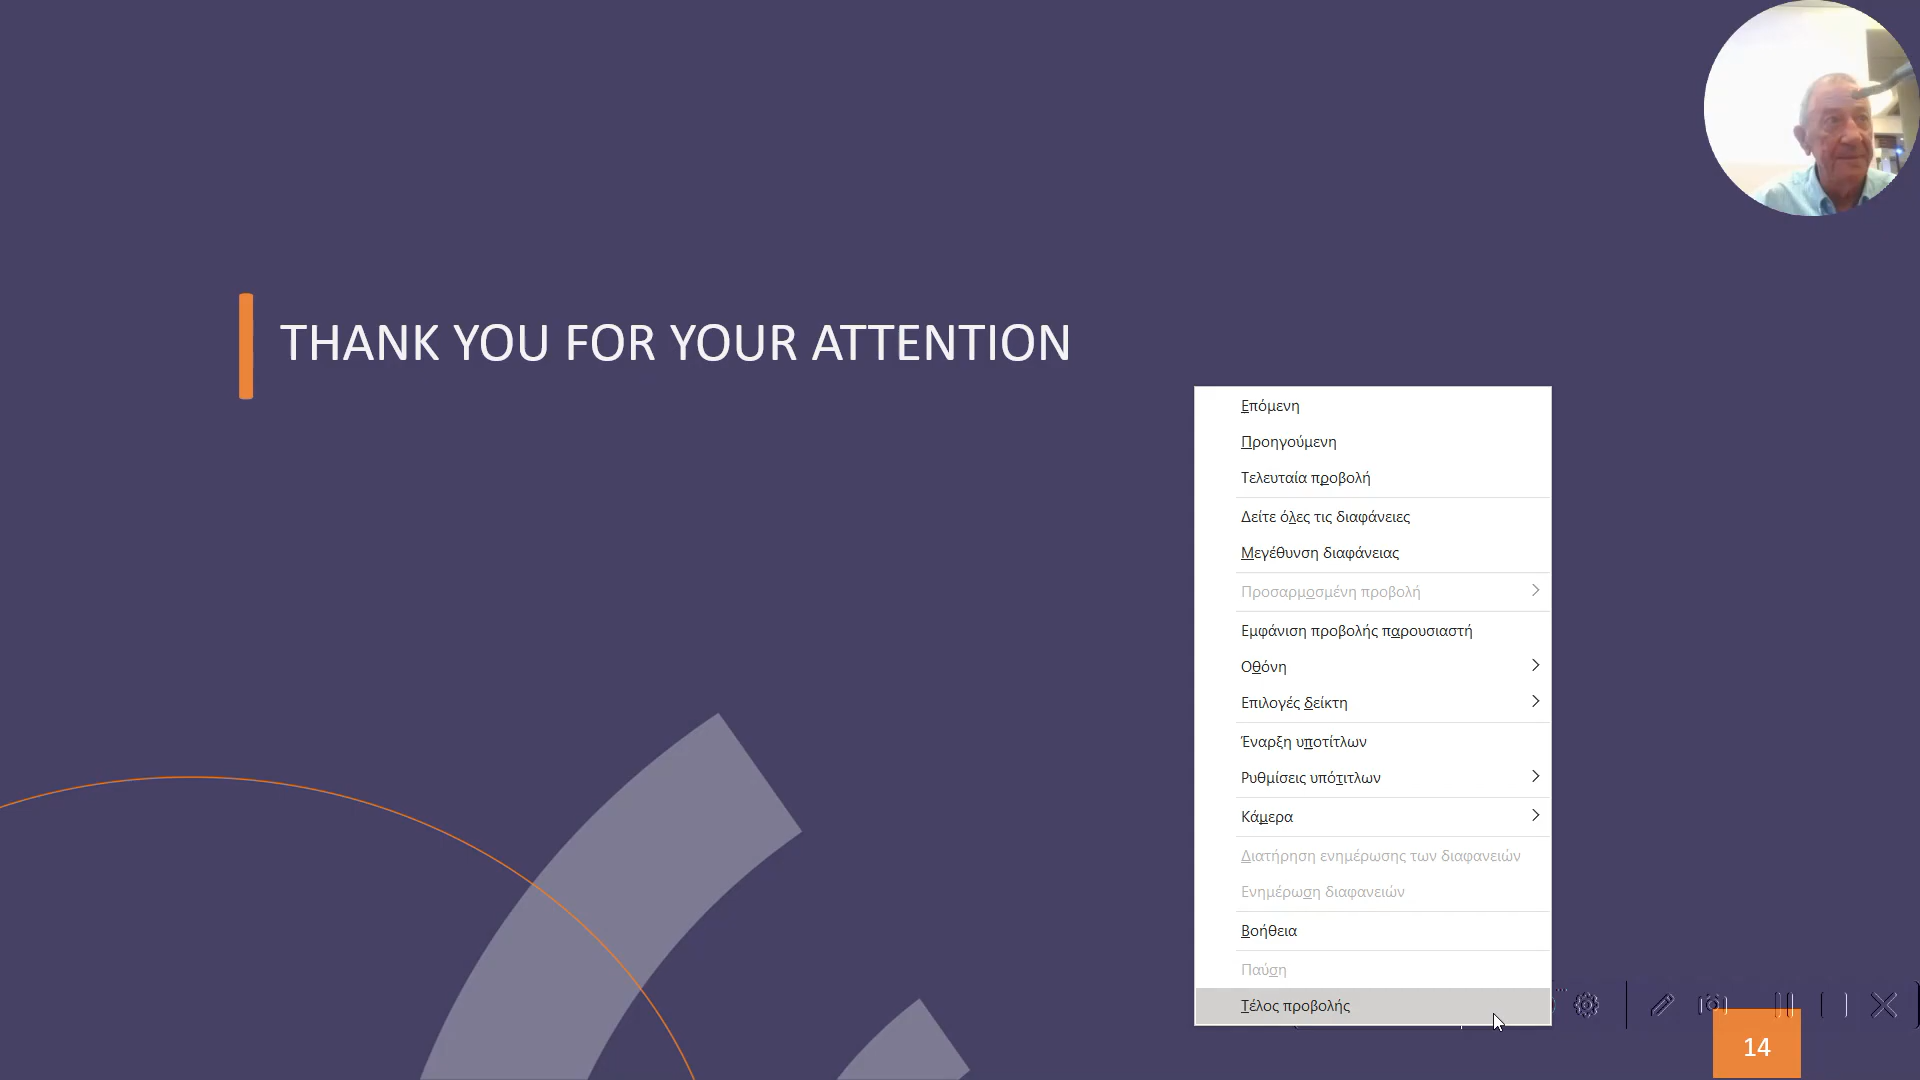 THANK YOU FOR YOUR ATTENTION
Επόμενη
Προηγούμενη
Τελευταία προβολή
Δείτε όλες τις διαφάνειες
Μεγέθυνση διαφάνειας
Προσαρμοσμένη προβολή
Εμφάνιση προβολής παρουσιαστή
Οθόνη
Επιλογές δείκτη
Έναρξη υποτίτλων
Ρυθμίσεις υπότιτλων
Κάμερα
Διατήρηση ενημέρωσης των διαφανειών
Ενημέρωση διαφανειών
Βοήθεια
Παύση
Τέλος προβολής
14